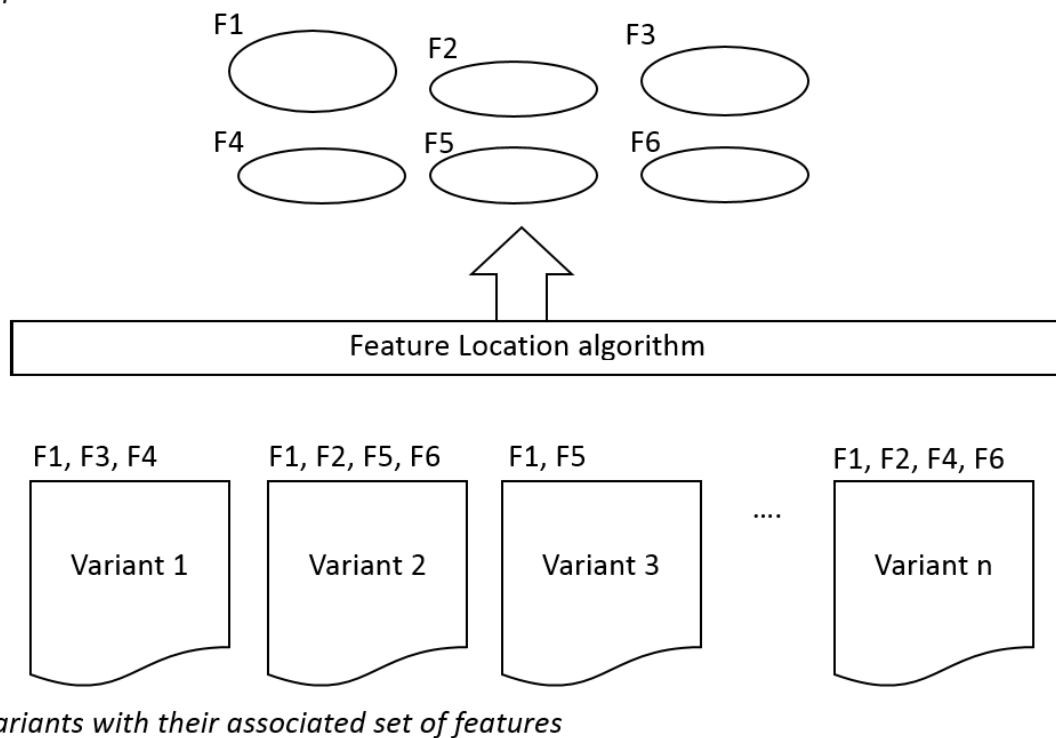 F1
F2
F3
F4
F5
F6
Feature Location algorithm
F1, F3, F4
F1, F2, F5, F6
F1, F5
F1, F2, F4, F6
Variant 1
Variant 2
Variant 3
....
Variant n
with their associated set of features